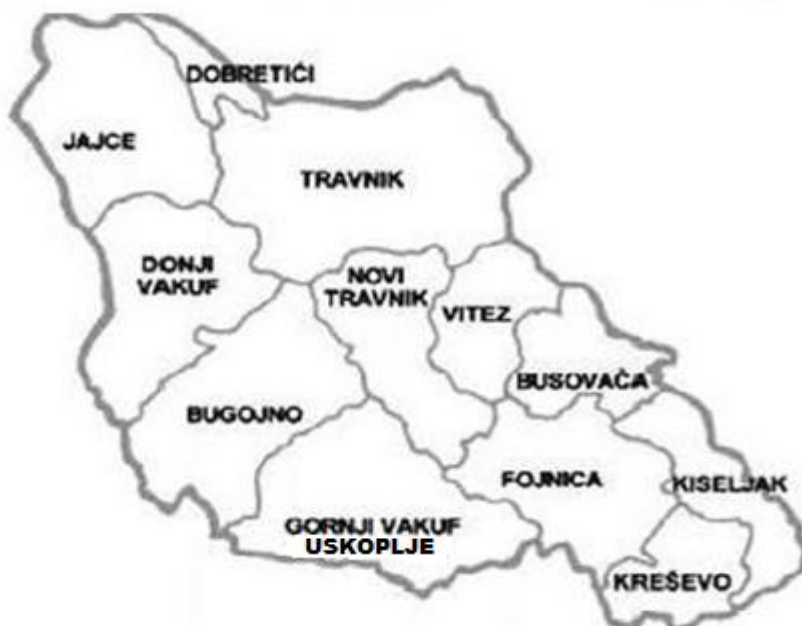 DOBRETIĆI
JAJCE
TRAVNIK
DONJI
VAKUF
NOVI
TRAVNIK
VITEZ
BUSOVAČA
BUGOJNO
FOJNICA
KISELJAK
GORNJI VAKUF
USKOPLJE
KREŠEVO